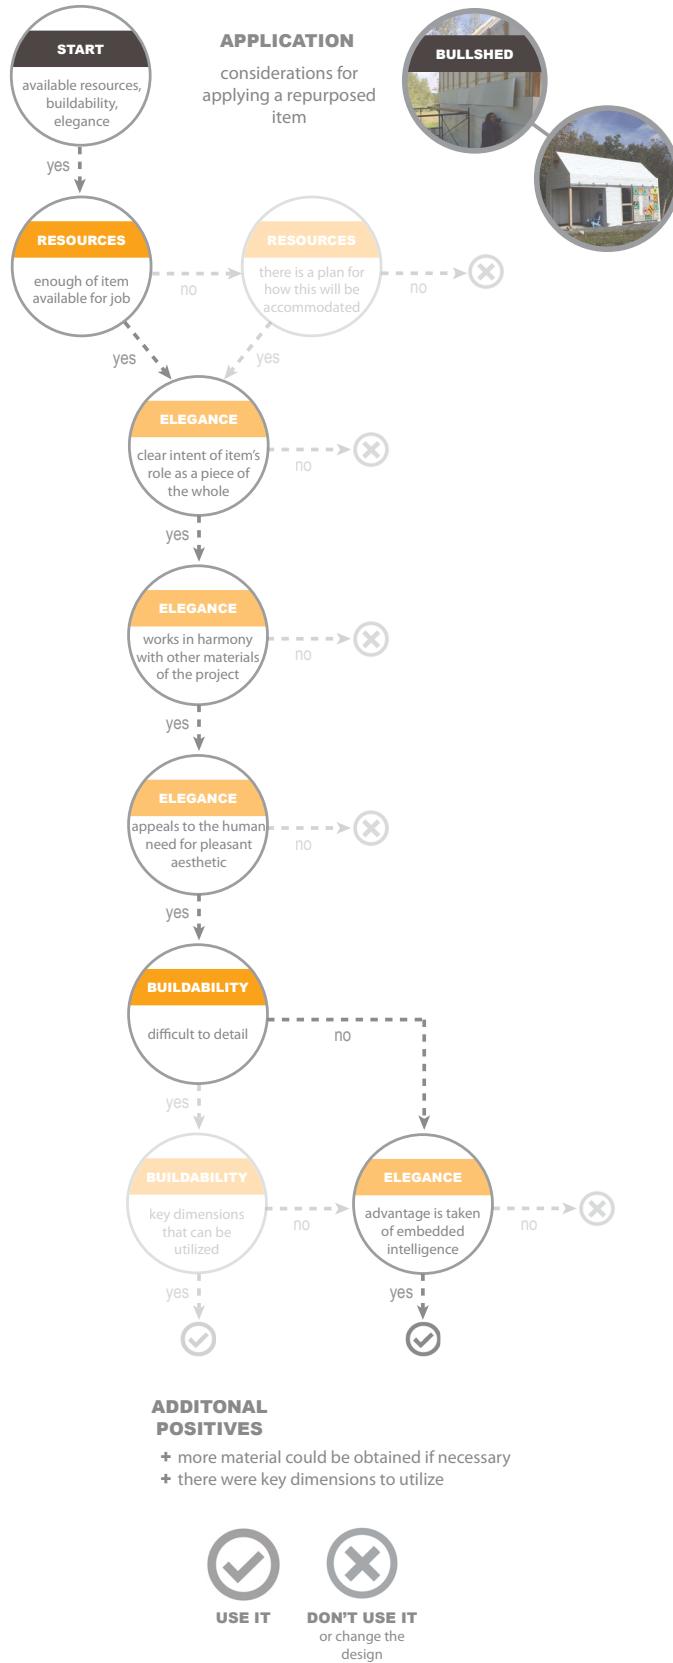 START
available resources,
buildability,
elegance
APPLICATION
considerations for
applying a repurposed
item
BULLSHED
yes
RESOURCES
enough of item
available for job
no
RESOURCES
there is a plan for
how this will be
accommodated
no
yes
yes
ELEGANCE
clear intent of item's
role as a piece of
the whole
no
yes
ELEGANCE
works in harmony
with other materials
of the project
no
yes
ELEGANCE
appeals to the human
need for pleasant
aesthetic
no
yes
BUILDABILITY
difficult to detail
no
yes
BUILDABILITY
key dimensions
that can be
utilized
no
ELEGANCE
advantage is taken
of embedded
intelligence
no
yes
yes
ADDITONAL
POSITIVES
+ more material could be obtained if necessary
+ there were key dimensions to utilize
USE IT
DON'T USE IT
or change the
design